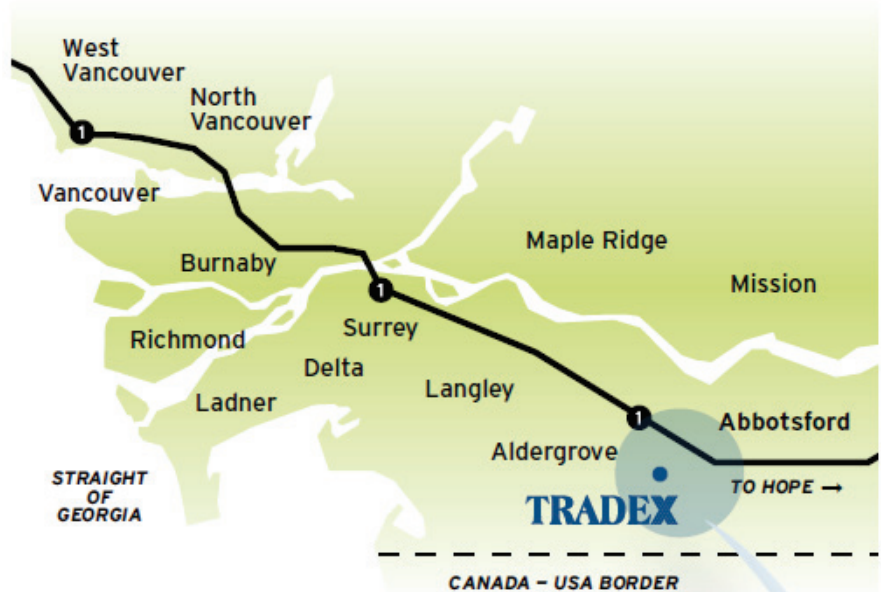 West
Vancouver
North
Vancouver
1
Vancouver
Burnaby
Maple Ridge
Mission
1
Richmond
Surrey
Delta
Langley
Ladner
1
Abbotsford
Aldergrove
STRAIGHT
OF
GEORGIA
TO HOPE →
TRADEX
CANADA – USA BORDER